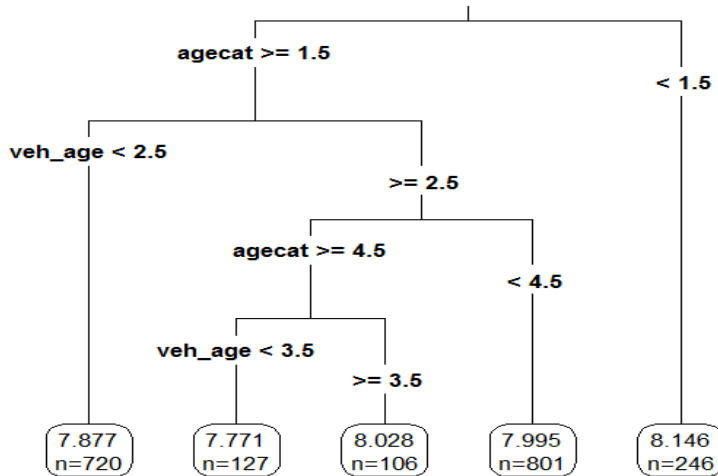 agecat >= 1.5
< 1.5
veh_age < 2.5
>= 2.5
agecat >= 4.5
< 4.5
veh_age < 3.5
>= 3.5
7.877
n=720
7.771
n=127
8.028
n=106
7.995
n=801
8.146
n=246